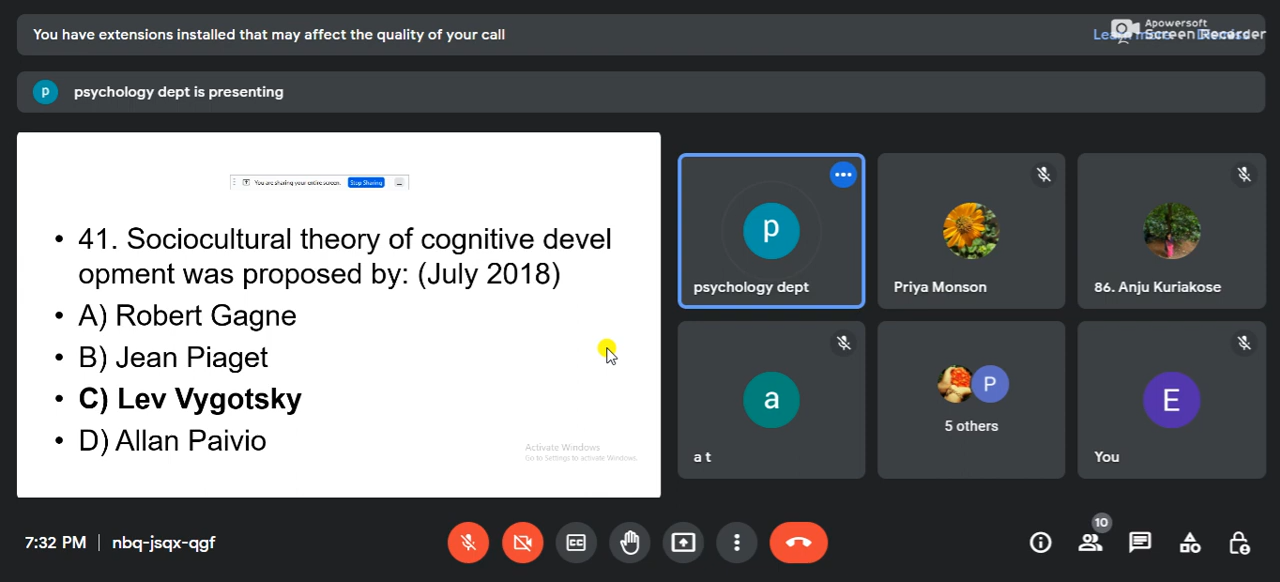 You have extensions installed that may affect the quality of your call
Apowersoft
Screen Recorder
p
psychology dept is presenting
You are sharing your entire screen.
Stop Sharing
• 41. Sociocultural theory of cognitive devel
opment was proposed by: (July 2018)
• A) Robert Gagne
• B) Jean Piaget
• C) Lev Vygotsky
• D) Allan Paivio
Activate Windows
Go to Settings to activate Windows.
p
psychology dept
Priya Monson
86. Anju Kuriakose
a
a t
P
5 others
E
You
7:32 PM | nbq-jsqx-qgf
CC
10